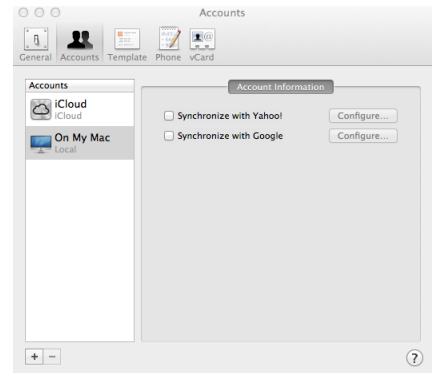 Accounts
General Accounts Template Phone vCard
Accounts
Account Information
iCloud
iCloud
On My Mac
Local
Synchronize with Yahoo! Configure...
Synchronize with Google Configure...
+ − ?